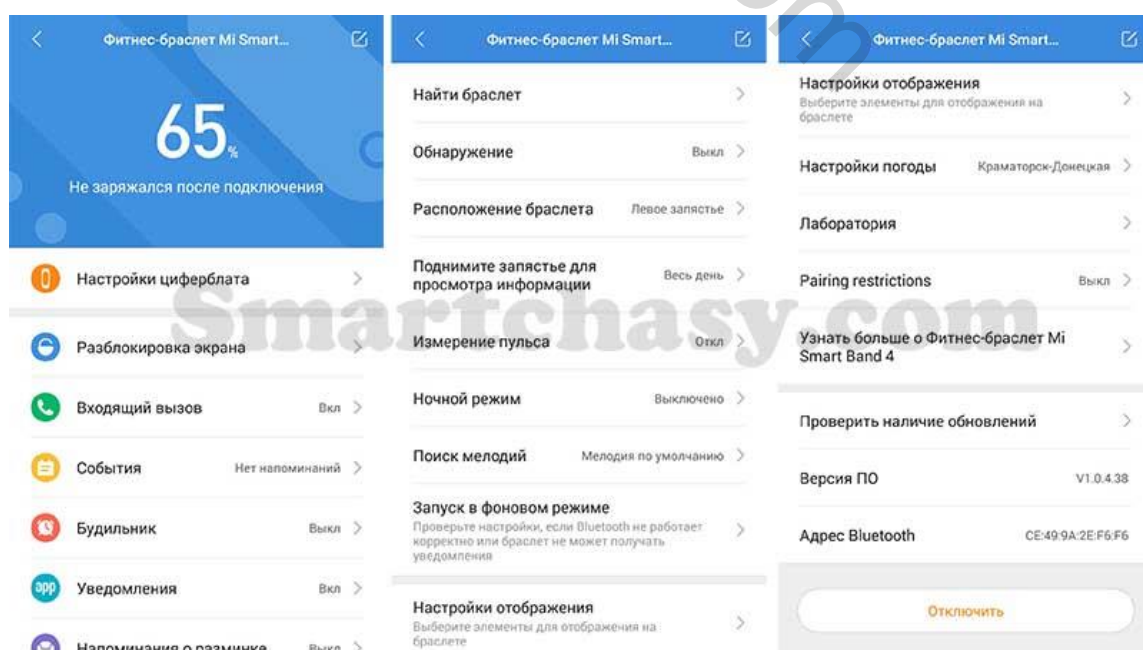 Фитнес-браслет Mi Smart...
65%
Не заряжался после подключения
Настройки циферблата
Разблокировка экрана
Входящий вызов Вкл
События Нет напоминаний
Будильник Выкл
app Уведомления Вкл
Напоминания о разминке Выкл
Фитнес-браслет Mi Smart...
Найти браслет
Обнаружение Выкл
Расположение браслета Левое запястье
Поднимите запястье для
просмотра информации Весь день
Измерение пульса Откл
Ночной режим Выключено
Поиск мелодий Мелодия по умолчанию
Запуск в фоновом режиме
Проверьте настройки, если Bluetooth не работает
корректно или браслет не может получать
уведомления
Настройки отображения
Выберите элементы для отображения на
браслете
Фитнес-браслет Mi Smart...
Настройки отображения
Выберите элементы для отображения на
браслете
Настройки погоды Краматорск-Донецкая
Лаборатория
Pairing restrictions Выкл
Узнать больше о Фитнес-браслет Mi
Smart Band 4
Проверить наличие обновлений
Версия ПО V1.0.4.38
Адрес Bluetooth CE:49:9A:2E:F6:F6
Отключить
Smartchasy.com